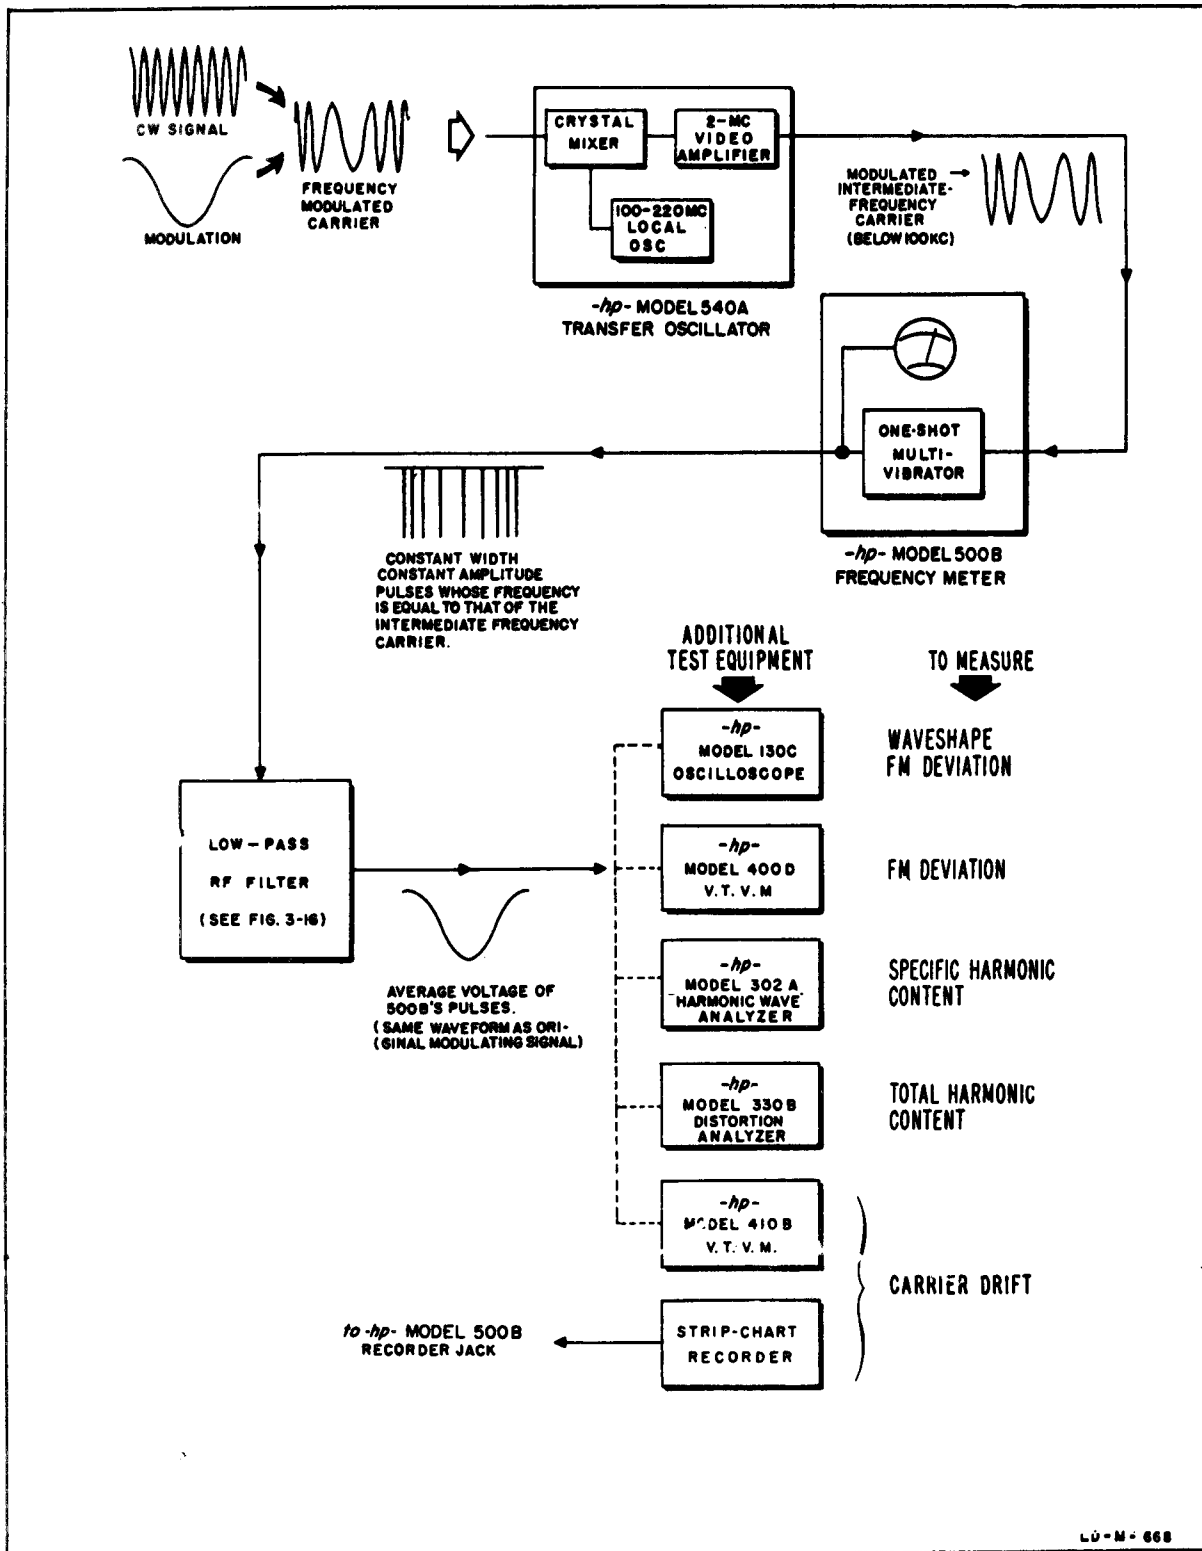 CW SIGNAL
MODULATION
FREQUENCY
MODULATED
CARRIER
CRYSTAL
MIXER
2-MC
VIDEO
AMPLIFIER
100-220MC
LOCAL
OSC
-hp- MODEL 540A
TRANSFER OSCILLATOR
MODULATED
INTERMEDIATE-
FREQUENCY
CARRIER
(BELOW 100KC)
ONE-SHOT
MULTI-
VIBRATOR
-hp- MODEL 500B
FREQUENCY METER
CONSTANT WIDTH
CONSTANT AMPLITUDE
PULSES WHOSE FREQUENCY
IS EQUAL TO THAT OF THE
INTERMEDIATE FREQUENCY
CARRIER.
ADDITIONAL
TEST EQUIPMENT
TO MEASURE
-hp-
MODEL 130C
OSCILLOSCOPE
WAVESHAPE
FM DEVIATION
LOW-PASS
RF FILTER
(SEE FIG. 3-16)
-hp-
MODEL 400D
V. T. V. M
FM DEVIATION
AVERAGE VOLTAGE OF
500B'S PULSES.
(SAME WAVEFORM AS ORI-
(GINAL MODULATING SIGNAL)
-hp-
MODEL 302 A
HARMONIC WAVE
ANALYZER
SPECIFIC HARMONIC
CONTENT
-hp-
MODEL 330B
DISTORTION
ANALYZER
TOTAL HARMONIC
CONTENT
-hp-
MODEL 410B
V. T. V. M.
CARRIER DRIFT
to -hp- MODEL 500B
RECORDER JACK
STRIP-CHART
RECORDER
LD-M-668